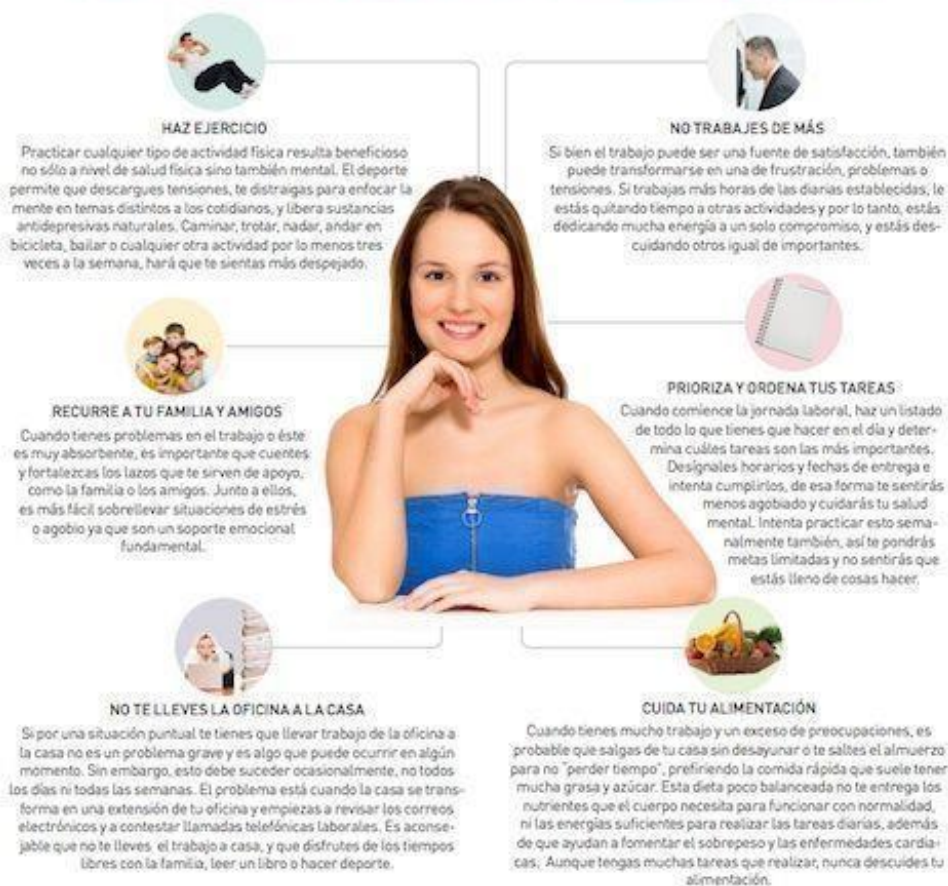 HAZ EJERCICIO
Practicar cualquier tipo de actividad física resulta beneficioso
no sólo a nivel de salud física sino también mental. El deporte
permite que descargues tensiones, te distraigas para enfocar la
mente en temas distintos a los cotidianos, y libera sustancias
antidepresivas naturales. Caminar, trotar, nadar, andar en
bicicleta, bailar o cualquier otra actividad por lo menos tres
veces a la semana, hará que te sientas más despejado.
NO TRABAJES DE MÁS
Si bien el trabajo puede ser una fuente de satisfacción, también
puede transformarse en una de frustración, problemas o
tensiones. Si trabajas más horas de las diarias establecidas, le
estás quitando tiempo a otras actividades y por lo tanto, estás
dedicando mucha energía a un solo compromiso, y estás des-
cuidando otros igual de importantes.
RECURRE A TU FAMILIA Y AMIGOS
Cuando tienes problemas en el trabajo o éste
es muy absorbente, es importante que cuentes
y fortalezcas los lazos que te sirven de apoyo,
como la familia o los amigos. Junto a ellos,
es más fácil sobrellevar situaciones de estrés
o agobio ya que son un soporte emocional
fundamental.
PRIORIZA Y ORDENA TUS TAREAS
Cuando comience la jornada laboral, haz un listado
de todo lo que tienes que hacer en el día y deter-
mina cuáles tareas son las más importantes.
Desígnales horarios y fechas de entrega e
intenta cumplirlos, de esa forma te sentirás
menos agobiado y cuidarás tu salud
mental. Intenta practicar esto sema-
nalmente también, así te pondrás
metas limitadas y no sentirás que
estás lleno de cosas hacer.
NO TE LLEVES LA OFICINA A LA CASA
Si por una situación puntual te tienes que llevar trabajo de la oficina a
la casa no es un problema grave y es algo que puede ocurrir en algún
momento. Sin embargo, esto debe suceder ocasionalmente, no todos
los días ni todas las semanas. El problema está cuando la casa se trans-
forma en una extensión de tu oficina y empiezas a revisar los correos
electrónicos y a contestar llamadas telefónicas laborales. Es aconse-
jable que no te lleves el trabajo a casa, y que disfrutes de los tiempos
libres con la familia, leer un libro o hacer deporte.
CUIDA TU ALIMENTACIÓN
Cuando tienes mucho trabajo y un exceso de preocupaciones, es
probable que salgas de tu casa sin desayunar o te saltes el almuerzo
para no "perder tiempo", prefiriendo la comida rápida que suele tener
mucha grasa y azúcar. Esta dieta poco balanceada no te entrega los
nutrientes que el cuerpo necesita para funcionar con normalidad,
ni las energías suficientes para realizar las tareas diarias, además
de que ayudan a fomentar el sobrepeso y las enfermedades cardia-
cas. Aunque tengas muchas tareas que realizar, nunca descuides tu
alimentación.